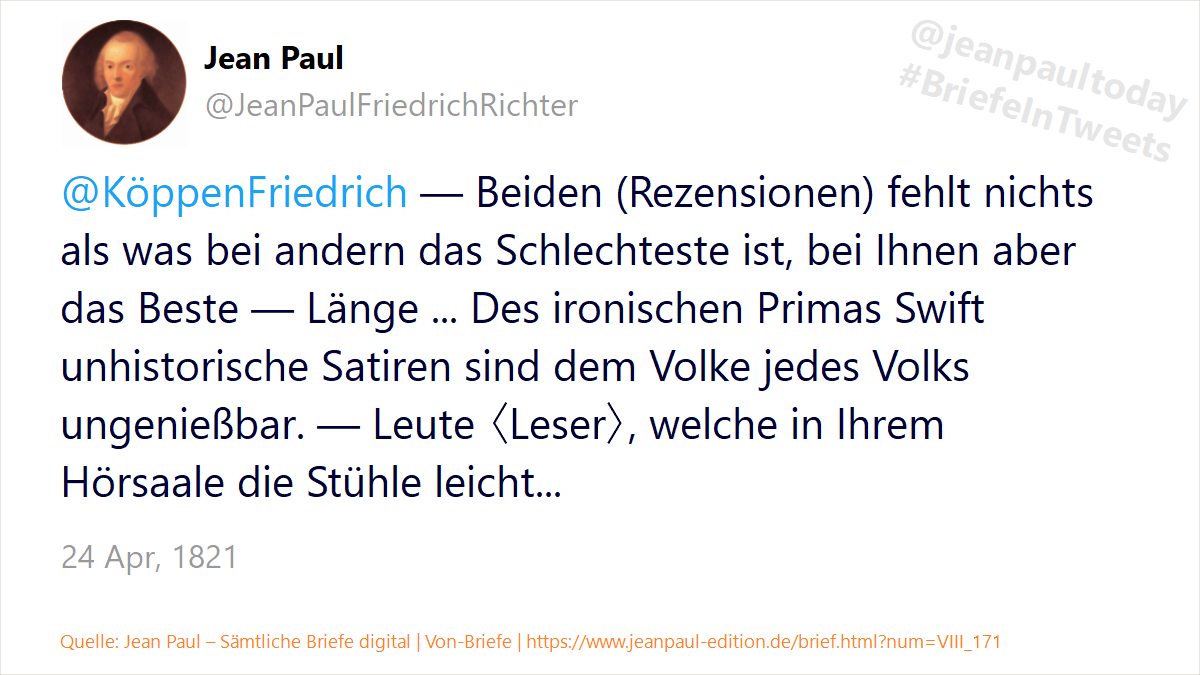 Jean Paul
@JeanPaulFriedrichRichter
@jeanpaultoday
#BriefeInTweets
@KöppenFriedrich — Beiden (Rezensionen) fehlt nichts
als was bei andern das Schlechteste ist, bei Ihnen aber
das Beste — Länge ... Des ironischen Primas Swift
unhistorische Satiren sind dem Volke jedes Volks
ungenießbar. — Leute 〈Leser〉, welche in Ihrem
Hörsaale die Stühle leicht...
24 Apr, 1821
Quelle: Jean Paul – Sämtliche Briefe digital | Von-Briefe | https://www.jeanpaul-edition.de/brief.html?num=VIII_171